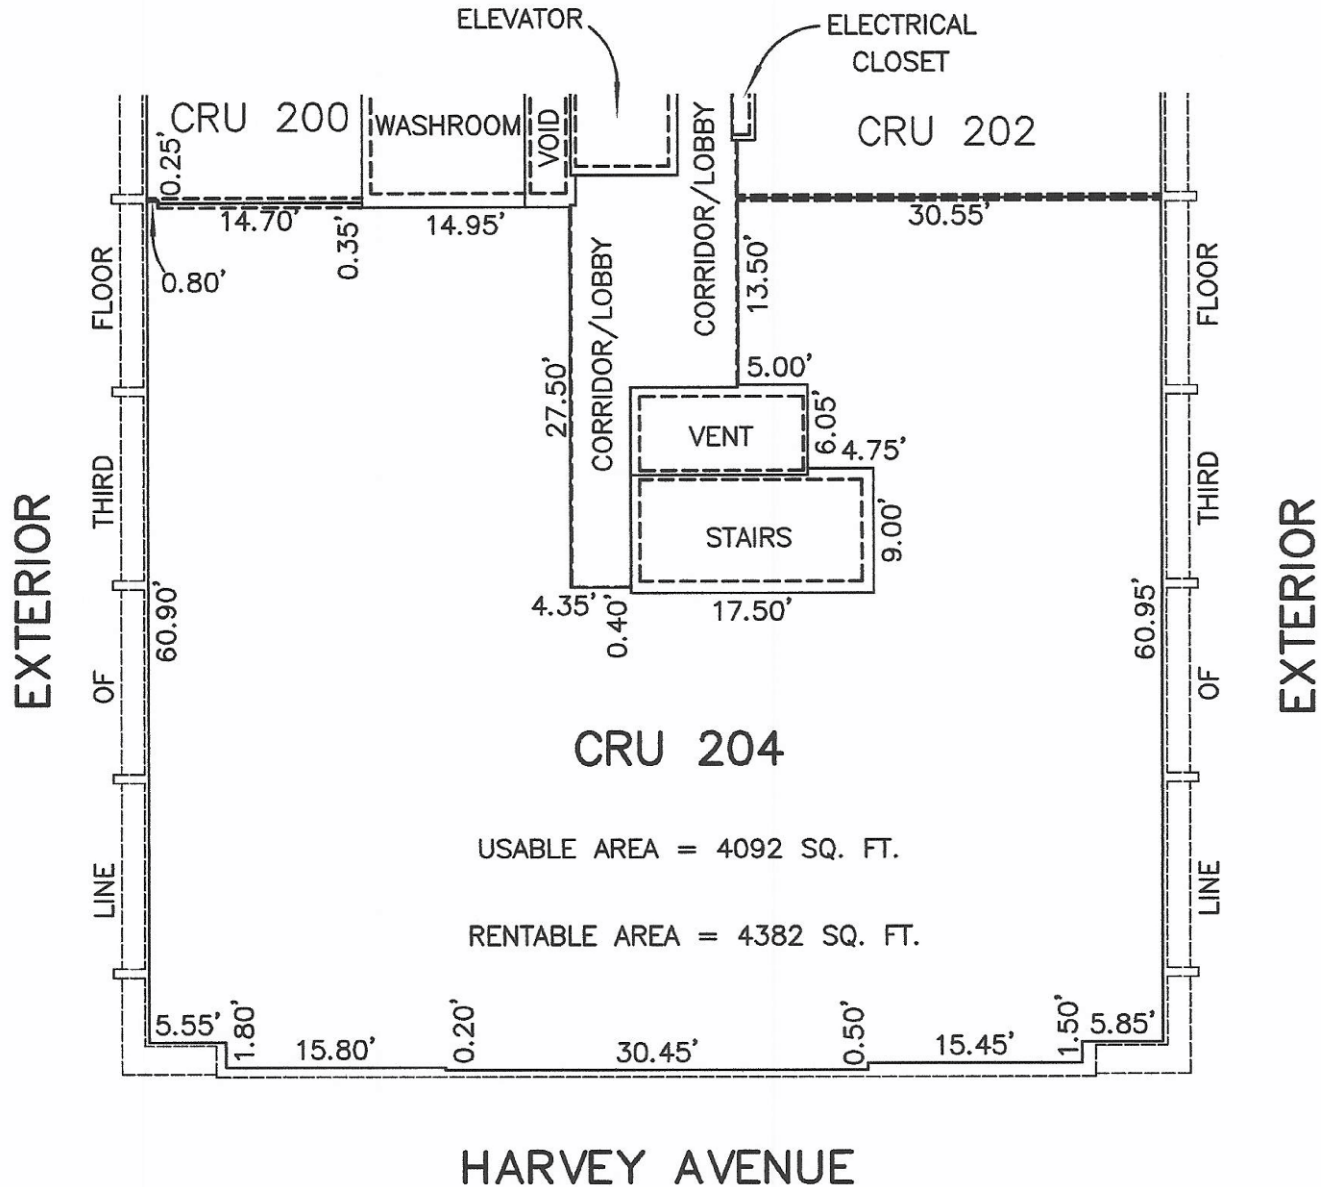 ELEVATOR
ELECTRICAL
CLOSET
CRU 200
WASHROOM
VOID
CORRIDOR/LOBBY
CRU 202
0.25'
14.70'
0.35'
14.95'
30.55'
0.80'
13.50'
CORRIDOR/LOBBY
27.50'
5.00'
VENT
6.05'
4.75'
STAIRS
9.00'
4.35'
0.40'
17.50'
LINE OF THIRD FLOOR
LINE OF THIRD FLOOR
EXTERIOR
EXTERIOR
60.90'
60.95'
CRU 204
USABLE AREA = 4092 SQ. FT.
RENTABLE AREA = 4382 SQ. FT.
5.55'
1.80'
15.80'
0.20'
30.45'
0.50'
15.45'
1.50'
5.85'
HARVEY AVENUE